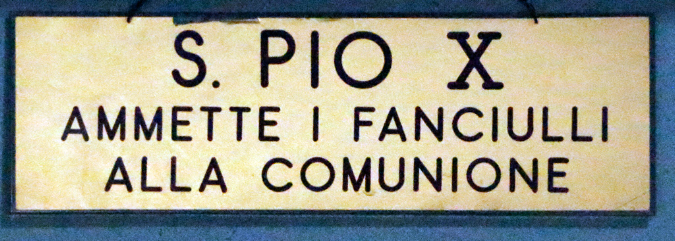 S. PIO X
AMMETTE I FANCIULLI
ALLA COMUNIONE